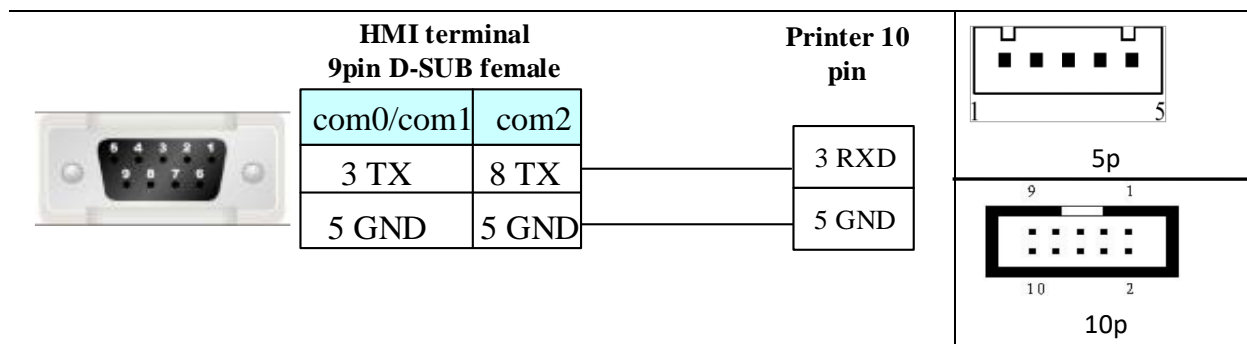 HMI terminal
9pin D-SUB female
Printer 10
pin
com0/com1 com2
3 TX 8 TX
5 GND 5 GND
3 RXD
5 GND
5 4 3 2 1
9 8 7 6
1 5
5p
9 1
10 2
10p